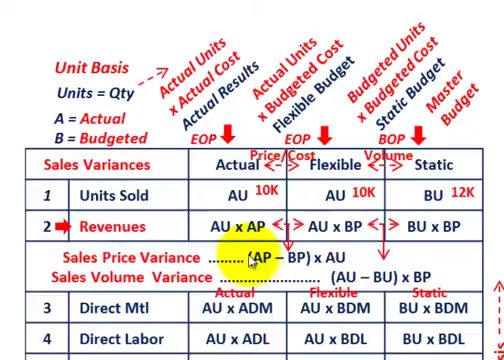 Unit Basis
Units = Qty
A = Actual
B = Budgeted
Actual Units
x Actual Cost
Actual Results
Actual Units
x Budgeted Cost
Flexible Budget
Budgeted Units
x Budgeted Cost
Static Budget
Master
Budget
EOP EOP BOP
Price/Cost Volume
Sales Variances Actual Flexible Static
1 Units Sold AU 10K AU 10K BU 12K
2 Revenues AU x AP AU x BP BU x BP
Sales Price Variance ......... (AP – BP) x AU
Sales Volume Variance ......................... (AU – BU) x BP
Actual Flexible Static
3 Direct Mtl AU x ADM AU x BDM BU x BDM
4 Direct Labor AU x ADL AU x BDL BU x BDL